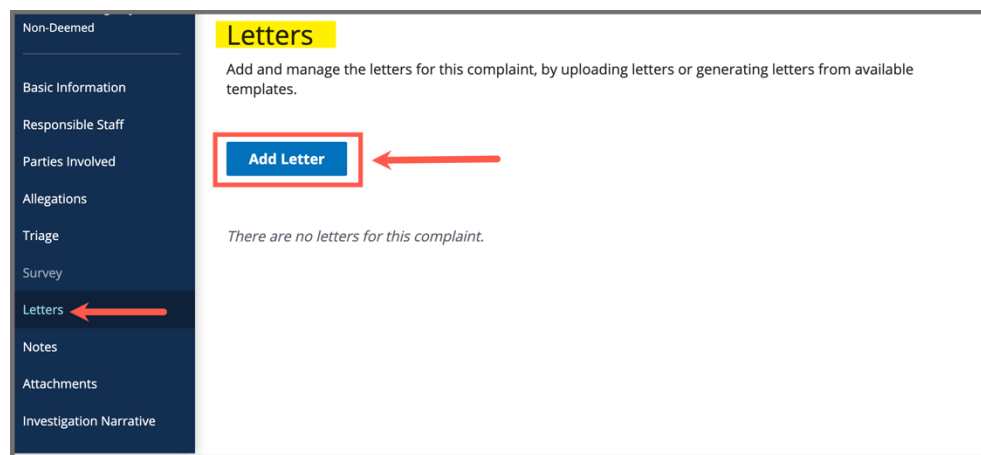 Non-Deemed
Basic Information
Responsible Staff
Parties Involved
Allegations
Triage
Survey
Letters
Notes
Attachments
Investigation Narrative
Letters
Add and manage the letters for this complaint, by uploading letters or generating letters from available
templates.
Add Letter
There are no letters for this complaint.